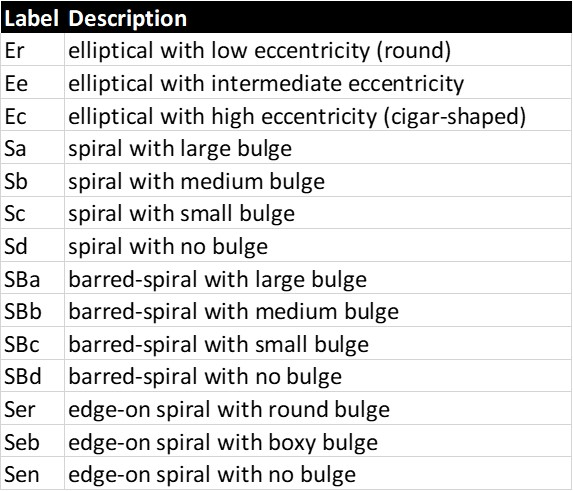 Label Description
Er elliptical with low eccentricity (round)
Ee elliptical with intermediate eccentricity
Ec elliptical with high eccentricity (cigar-shaped)
Sa spiral with large bulge
Sb spiral with medium bulge
Sc spiral with small bulge
Sd spiral with no bulge
SBa barred-spiral with large bulge
SBb barred-spiral with medium bulge
SBc barred-spiral with small bulge
SBd barred-spiral with no bulge
Ser edge-on spiral with round bulge
Seb edge-on spiral with boxy bulge
Sen edge-on spiral with no bulge